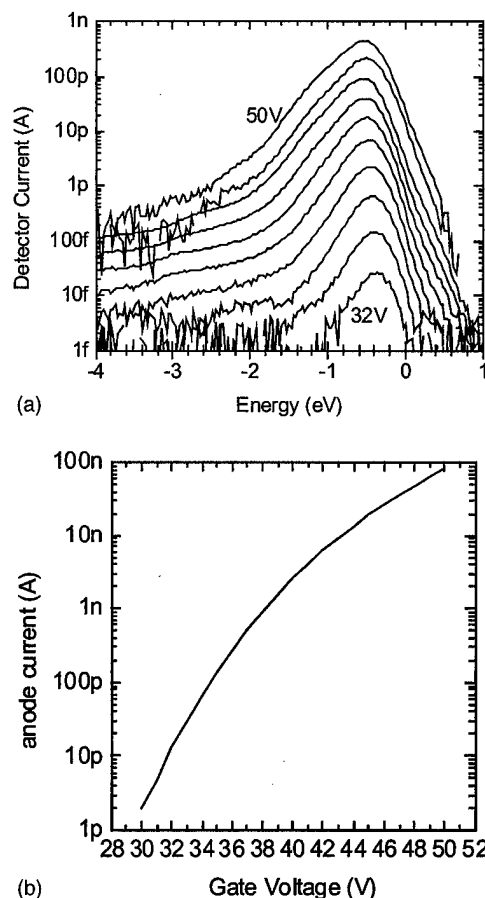 1n
100p
10p
1p
100f
10f
1f
Detector Current (A)
50V
32V
-4 -3 -2 -1 0 1
Energy (eV)
(a)
100n
10n
1n
100p
10p
1p
anode current (A)
28 30 32 34 36 38 40 42 44 46 48 50 52
Gate Voltage (V)
(b)